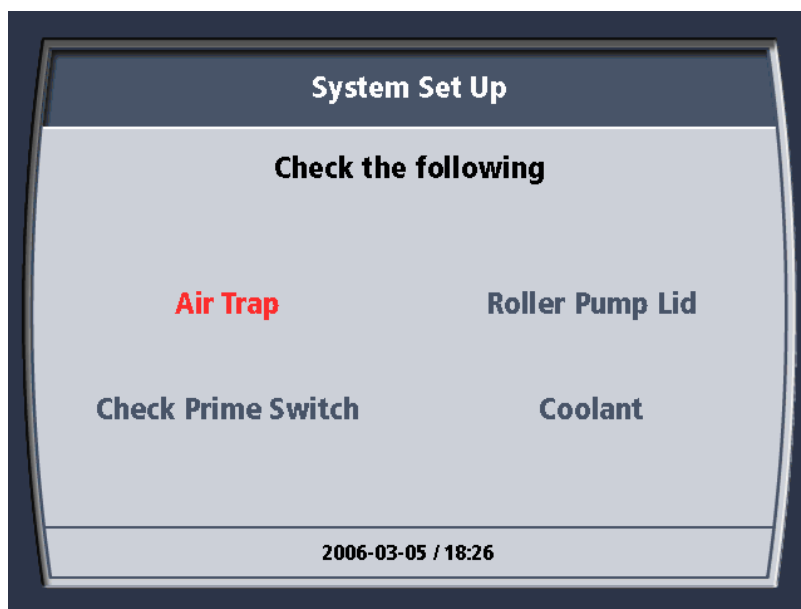 System Set Up
Check the following
Air Trap
Roller Pump Lid
Check Prime Switch
Coolant
2006-03-05 / 18:26